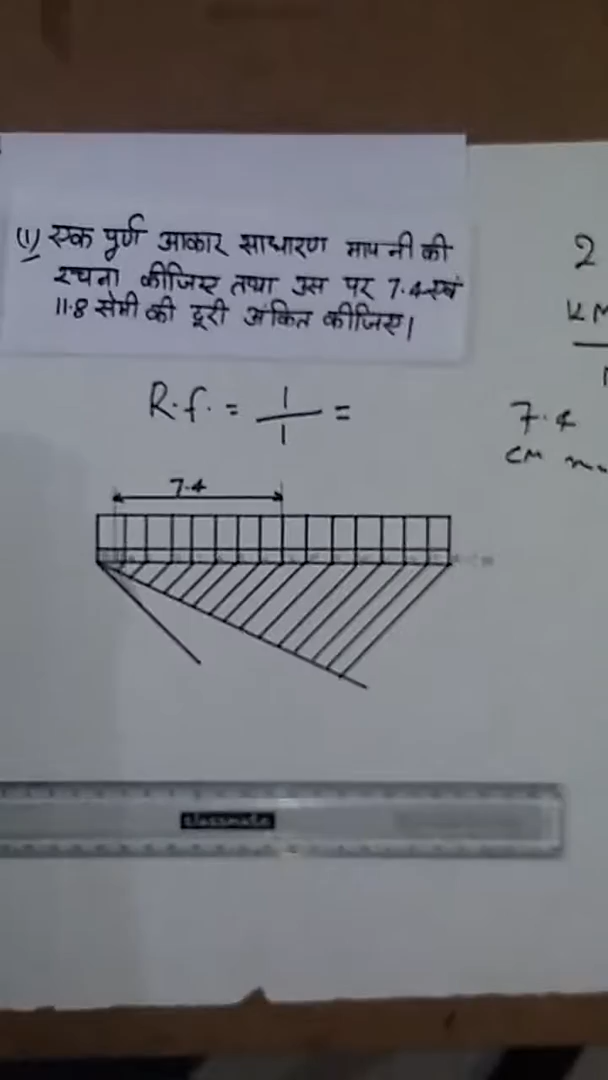 (1) एक पूर्ण आकार साधारण मापनी की
रचना कीजिए तथा उस पर 7.4 एवं
11.8 सेमी की दूरी अंकित कीजिए।
R.f. = 1/1 =
2
KM
7.4
cm
7.4
classmate